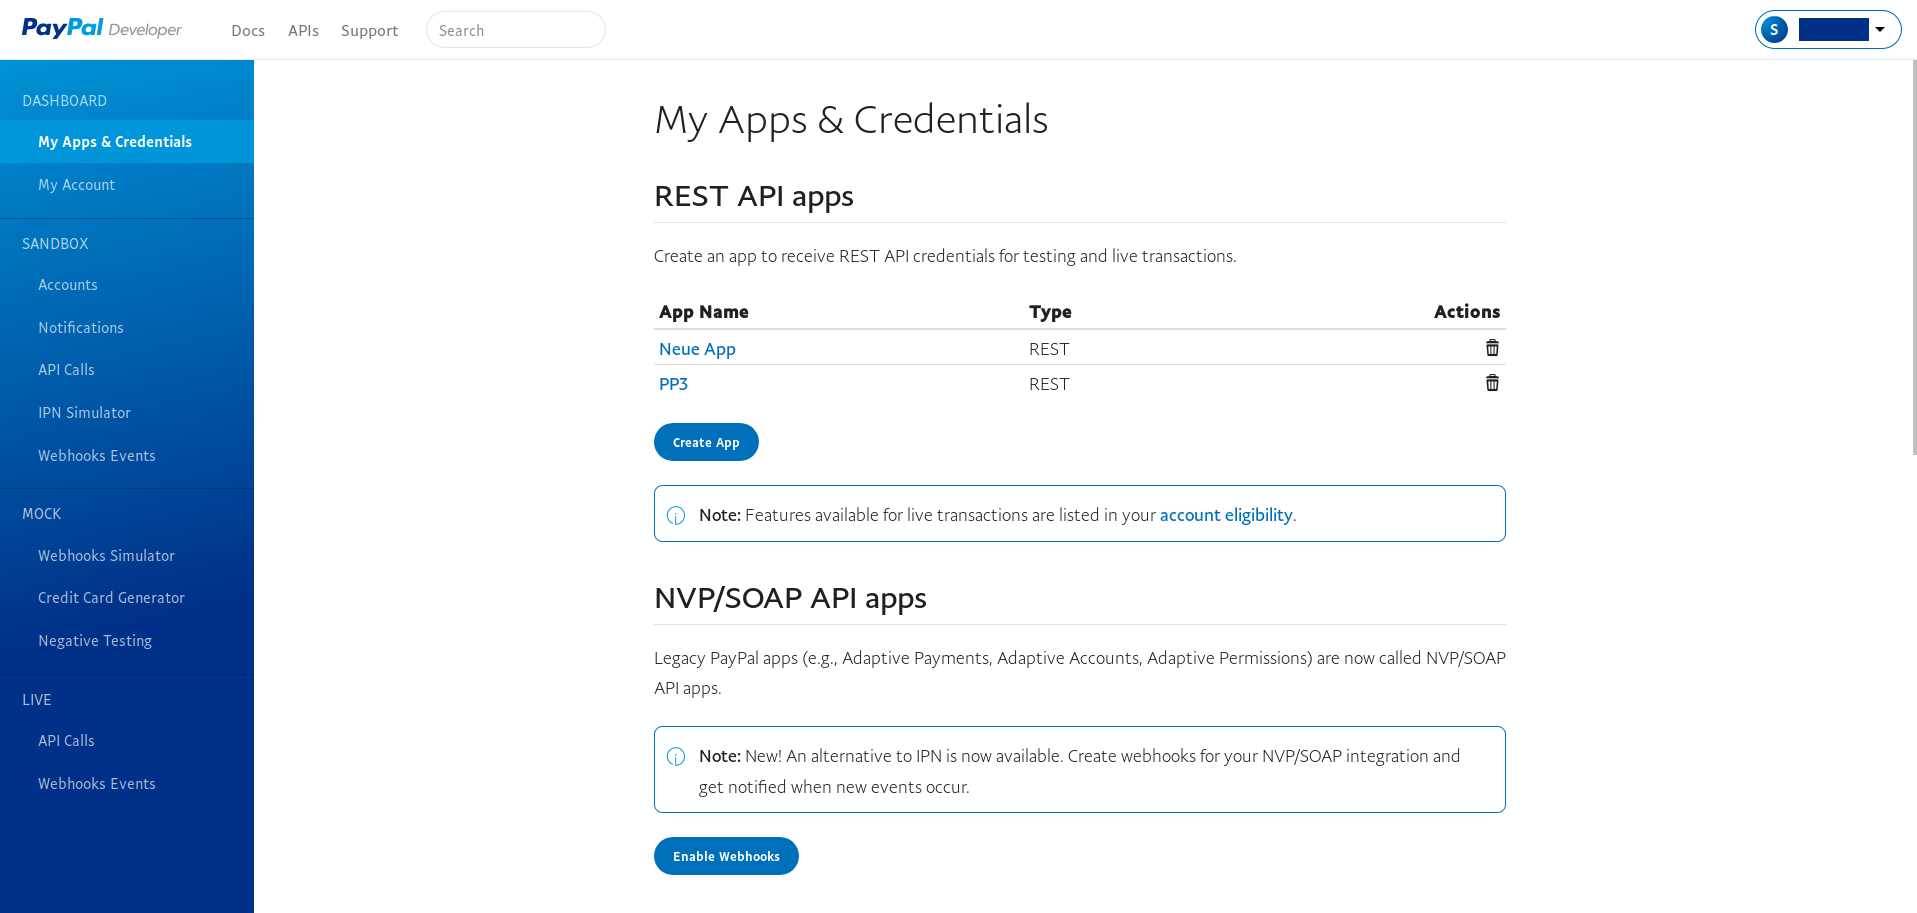 PayPal Developer
Docs APIs Support Search
S
DASHBOARD
My Apps & Credentials
My Account
SANDBOX
Accounts
Notifications
API Calls
IPN Simulator
Webhooks Events
MOCK
Webhooks Simulator
Credit Card Generator
Negative Testing
LIVE
API Calls
Webhooks Events
My Apps & Credentials
REST API apps
Create an app to receive REST API credentials for testing and live transactions.
App Name Type Actions
Neue App REST
PP3 REST
Create App
Note: Features available for live transactions are listed in your account eligibility.
NVP/SOAP API apps
Legacy PayPal apps (e.g., Adaptive Payments, Adaptive Accounts, Adaptive Permissions) are now called NVP/SOAP
API apps.
Note: New! An alternative to IPN is now available. Create webhooks for your NVP/SOAP integration and
get notified when new events occur.
Enable Webhooks